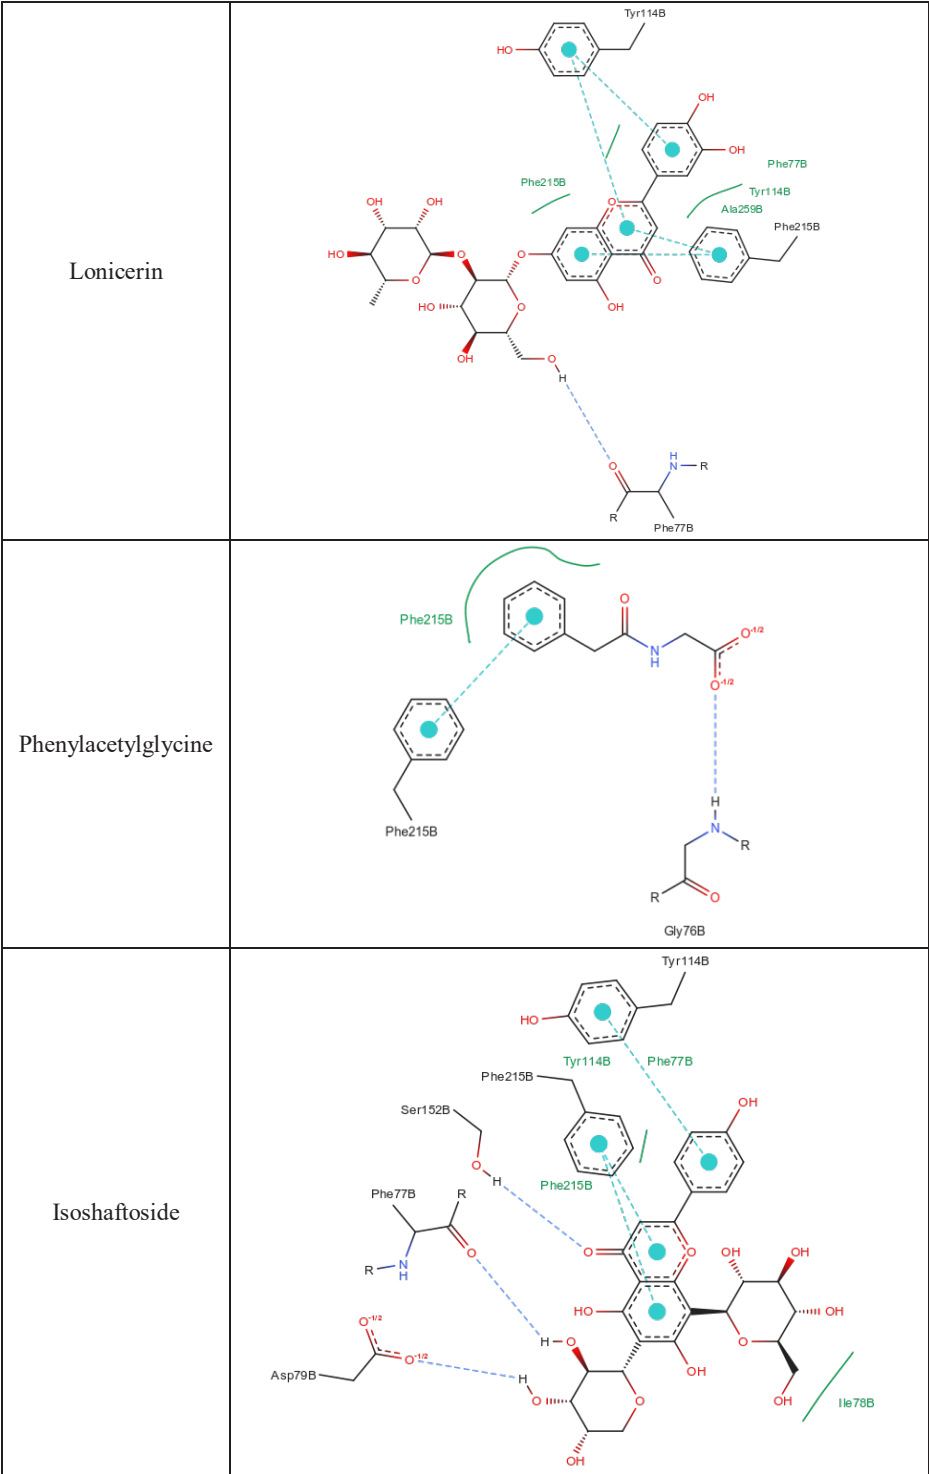 Lonicerin
Tyr114B
HO
OH
OH
Phe77B
Phe215B
Tyr114B
Ala259B
Phe215B
OH
OH
O
HO
O
O
O
O
O
HO
O
OH
OH
O
H
O
H
N
R
R
Phe77B
Phenylacetylglycine
Phe215B
O
O-1/2
N
H
O-1/2
Phe215B
H
N
R
R
O
Gly76B
Isoshaftoside
Tyr114B
HO
Tyr114B
Phe77B
Phe215B
OH
Ser152B
O
H
Phe215B
Phe77B
R
O
R
N
H
O
O
OH
OH
HO
OH
O-1/2
H
O
O
O-1/2
OH
Asp79B
H
O
O
OH
Ile78B
OH